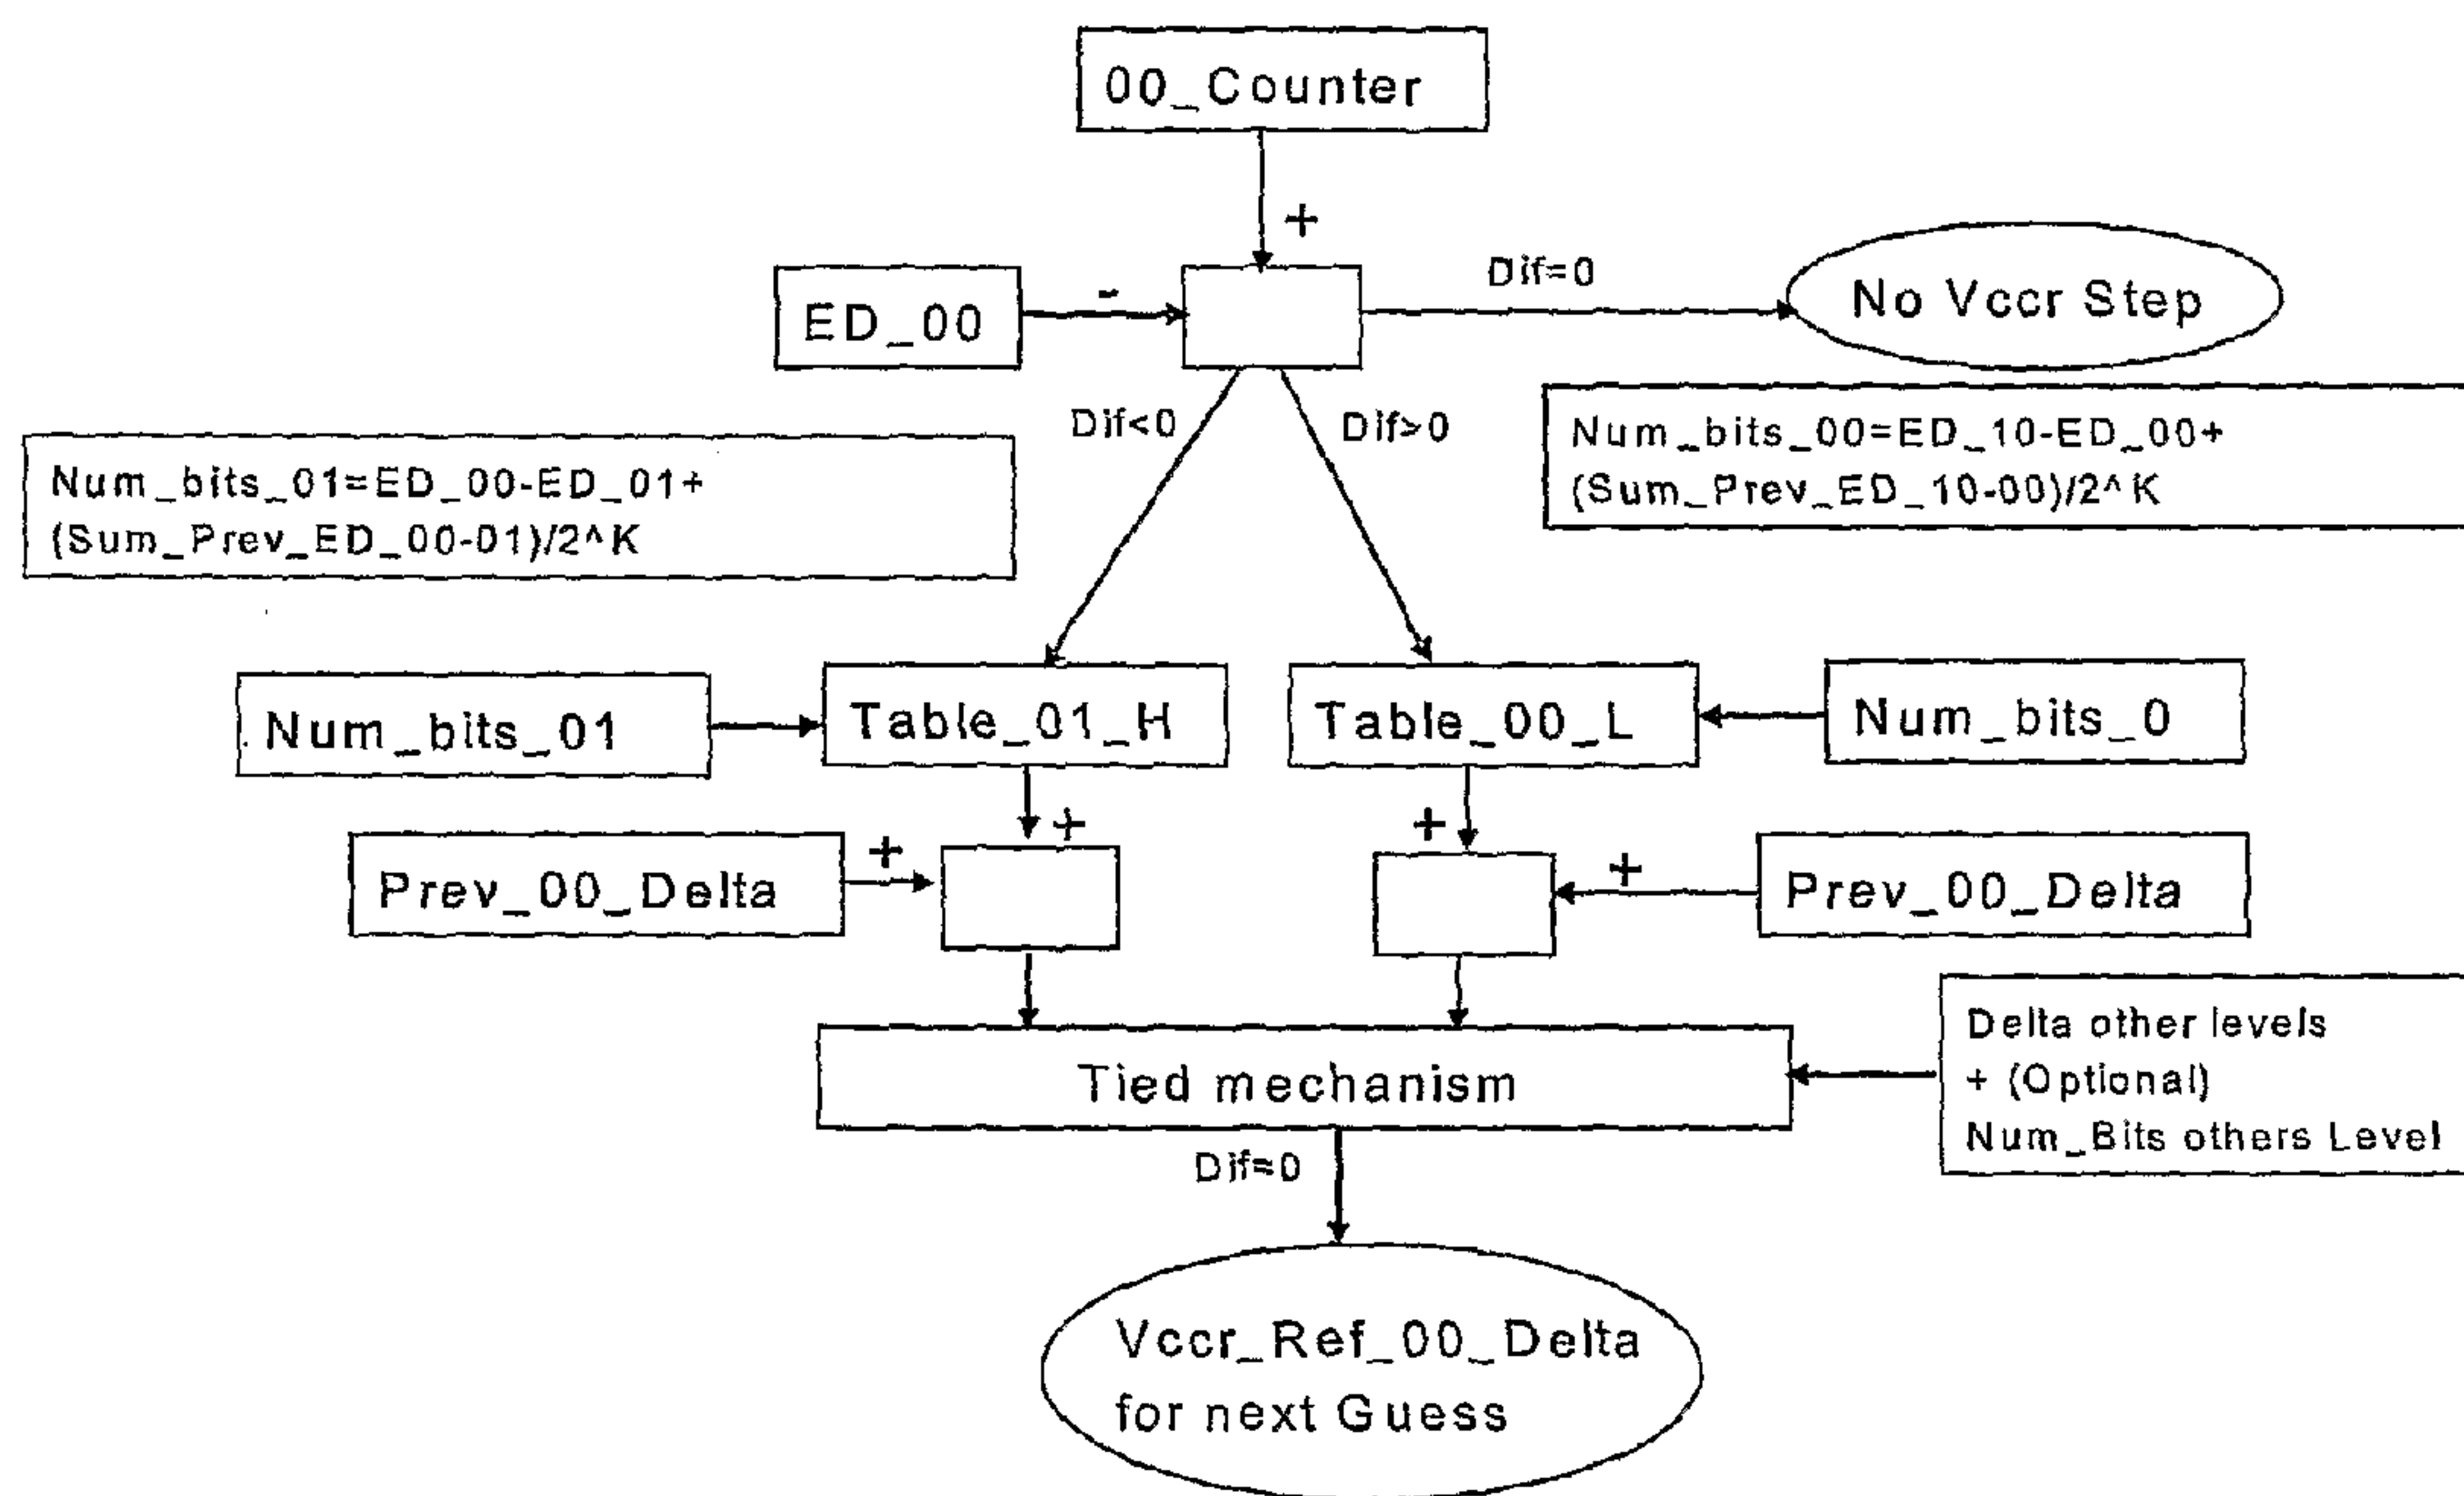 00_Counter
+
Dif=0
ED_00
-
No Vccr Step
Dif<0
Dif>0
Num_bits_01=ED_00-ED_01+
(Sum_Prev_ED_00-01)/2^K
Num_bits_00=ED_10-ED_00+
(Sum_Prev_ED_10-00)/2^K
Num_bits_01
Table_01_H
Table_00_L
Num_bits_0
+
+
Prev_00_Delta
+
+
Prev_00_Delta
Tied mechanism
Delta other levels
+ (Optional)
Num_Bits others Level
Dif=0
Vccr_Ref_00_Delta
for next Guess